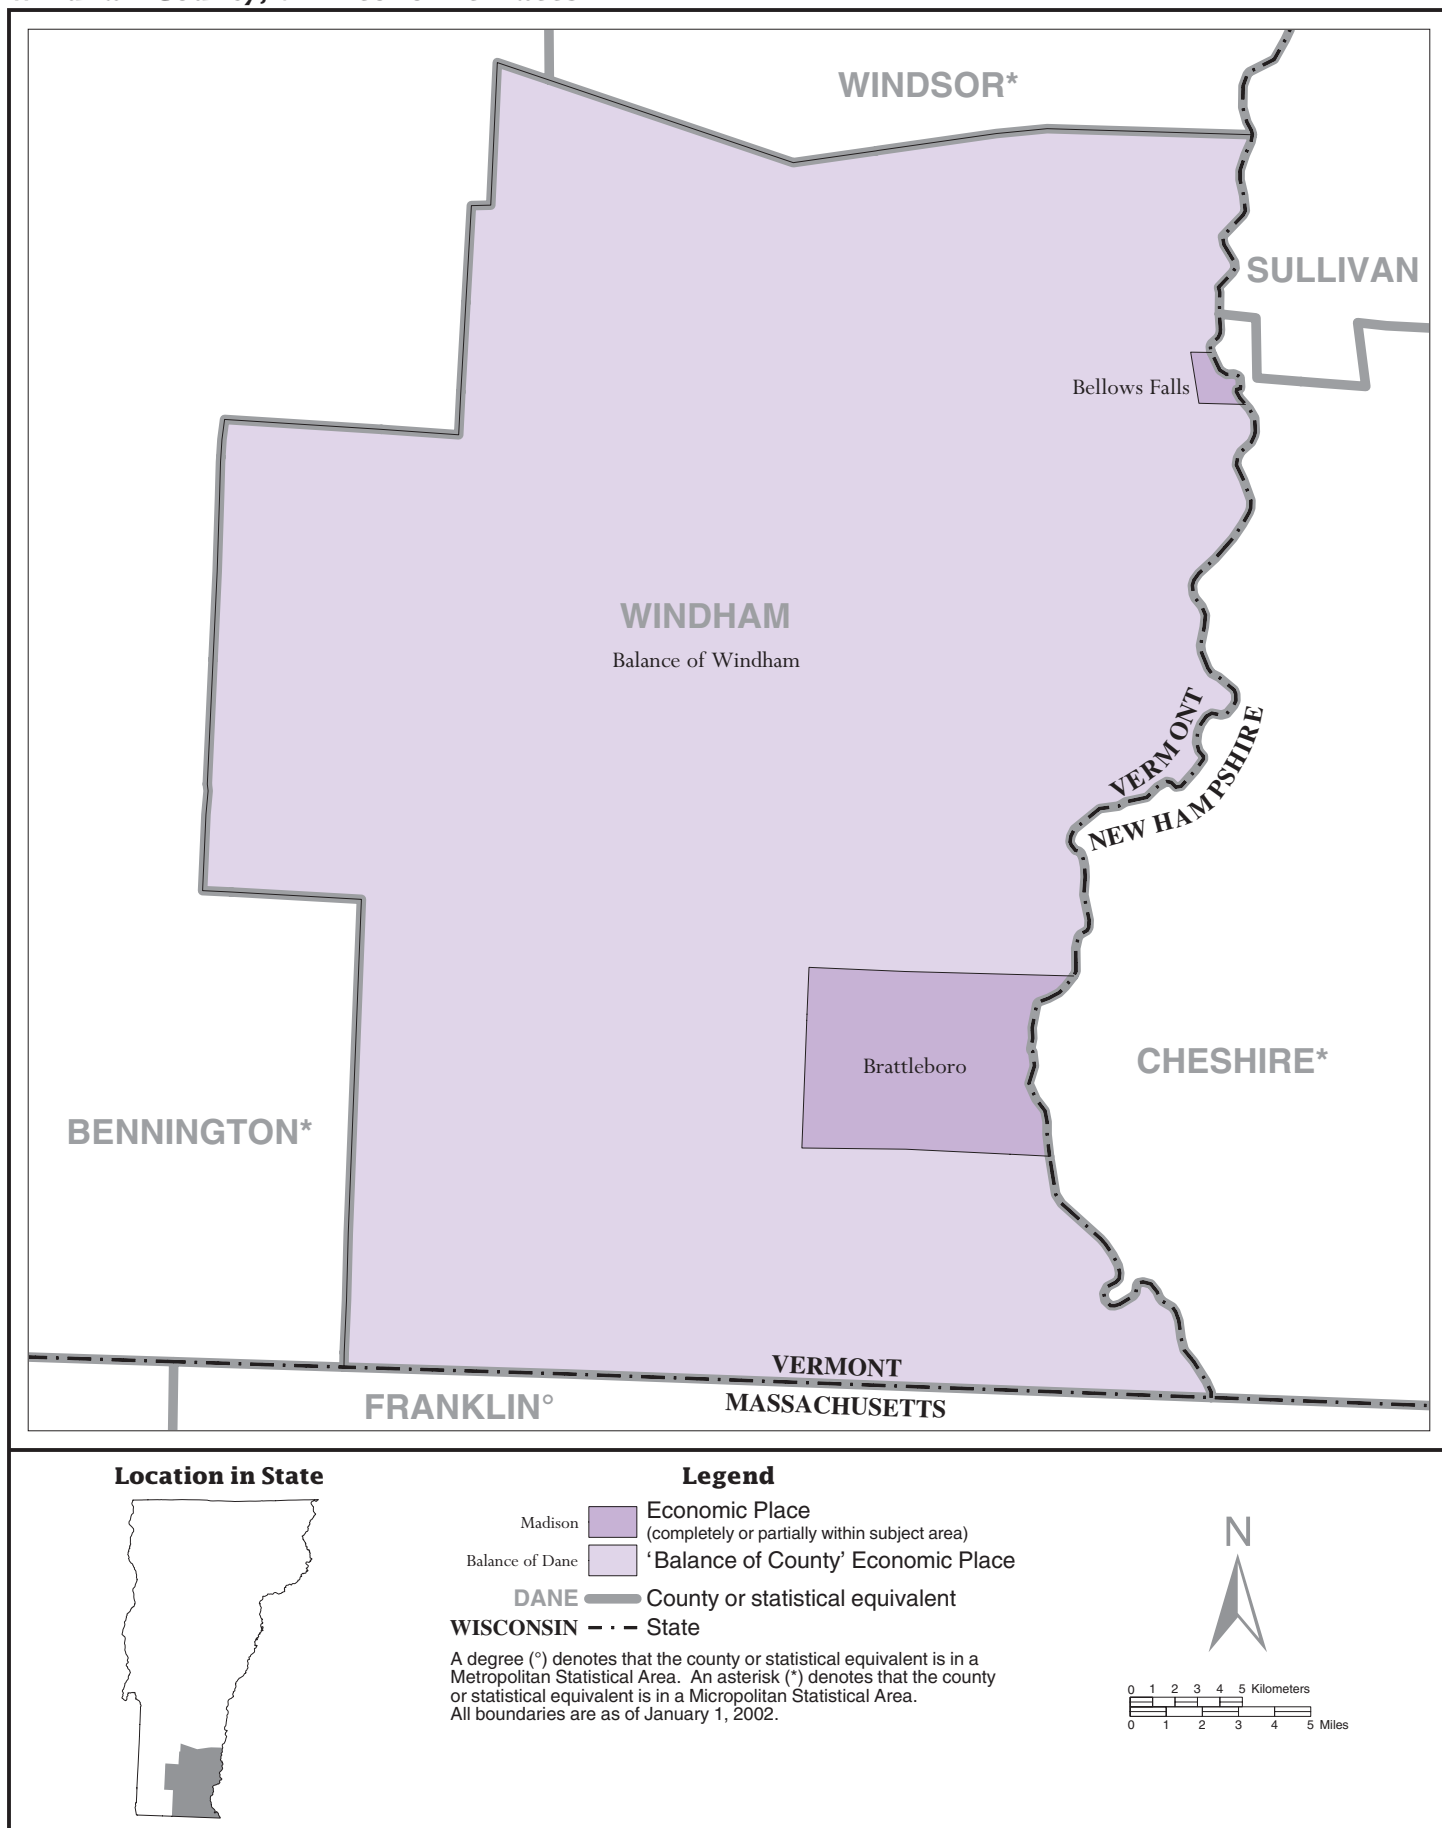 WINDSOR*
SULLIVAN
Bellows Falls
WINDHAM
Balance of Windham
VERMONT
NEW HAMPSHIRE
Brattleboro
CHESHIRE*
BENNINGTON*
VERMONT
FRANKLIN°
MASSACHUSETTS
Location in State
Legend
Madison
Economic Place
(completely or partially within subject area)
Balance of Dane
'Balance of County' Economic Place
DANE
County or statistical equivalent
WISCONSIN
State
A degree (°) denotes that the county or statistical equivalent is in a
Metropolitan Statistical Area. An asterisk (*) denotes that the county
or statistical equivalent is in a Micropolitan Statistical Area.
All boundaries are as of January 1, 2002.
N
0 1 2 3 4 5 Kilometers
0 1 2 3 4 5 Miles